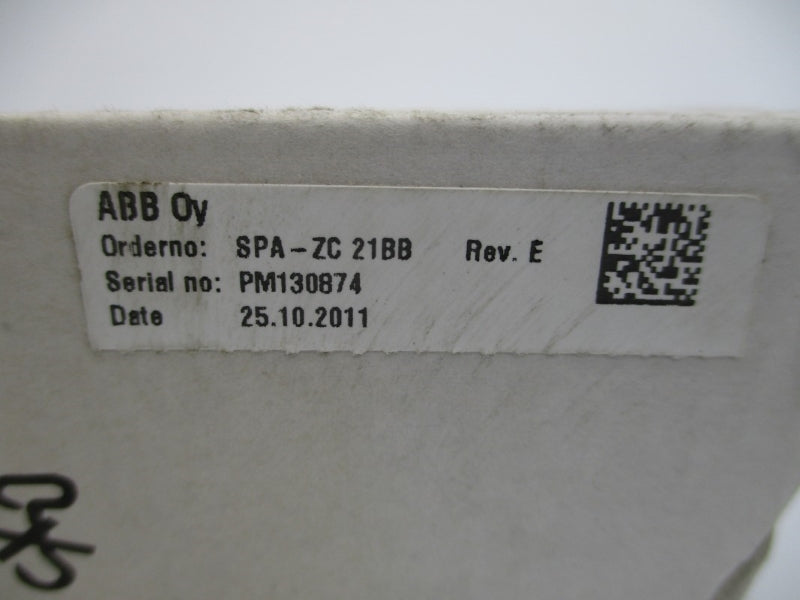 ABB Oy
Orderno: SPA-ZC 21BB Rev. E
Serial no: PM130874
Date 25.10.2011